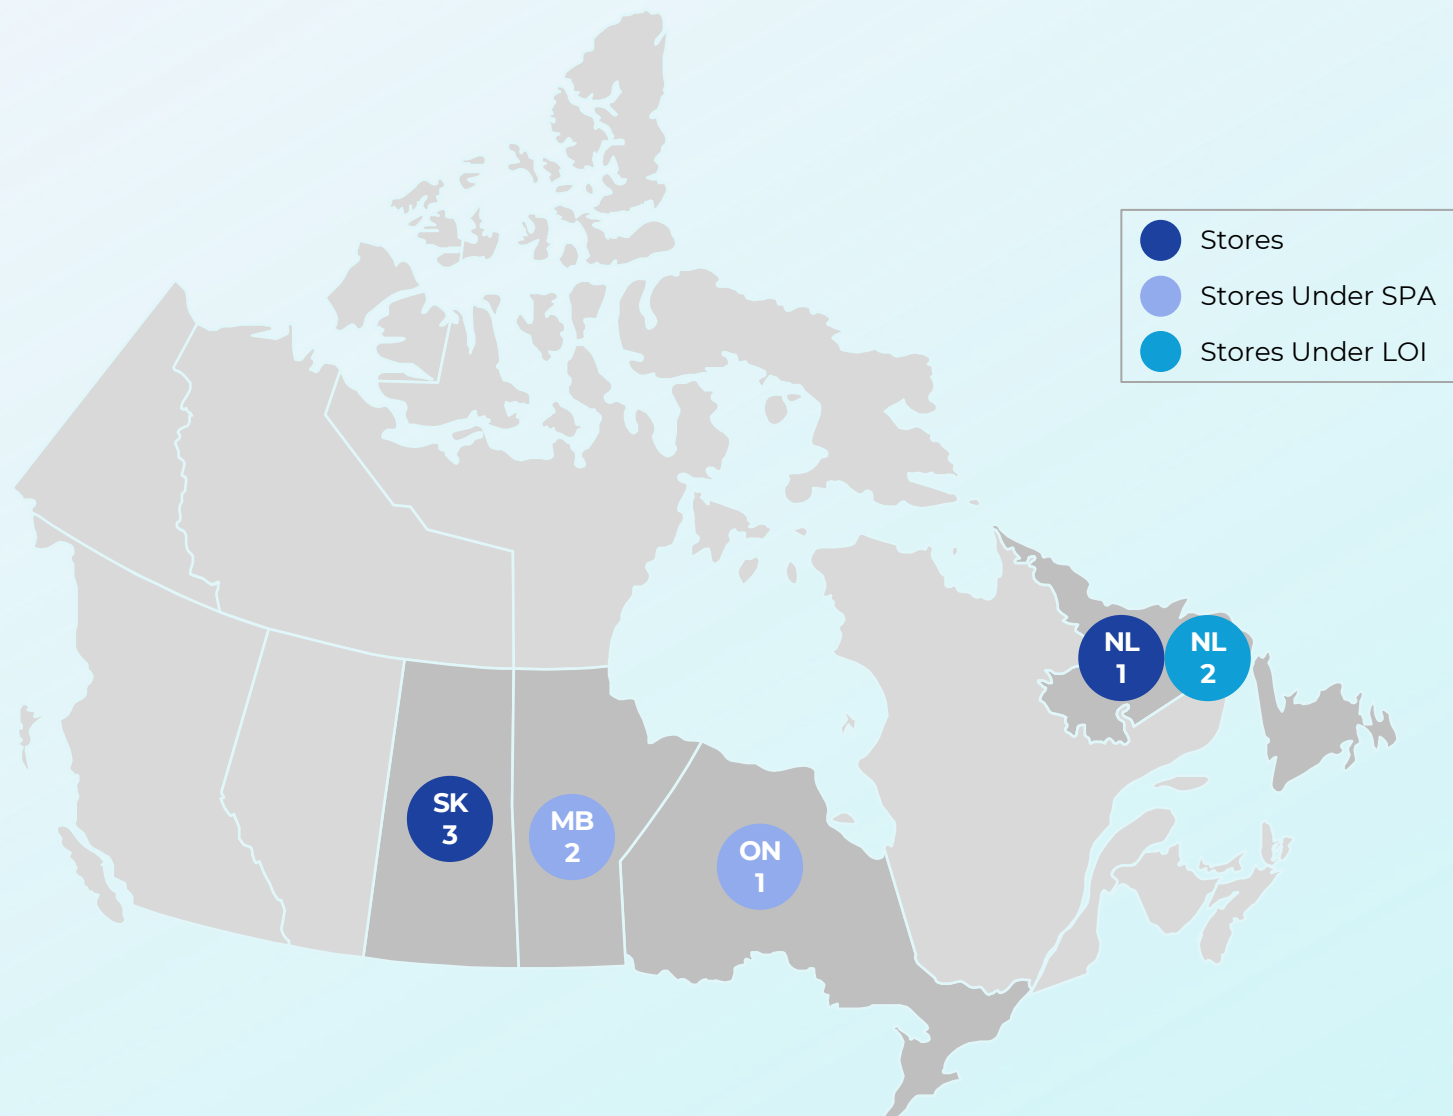 Stores
Stores Under SPA
Stores Under LOI
NL
1
NL
2
SK
3
MB
2
ON
1